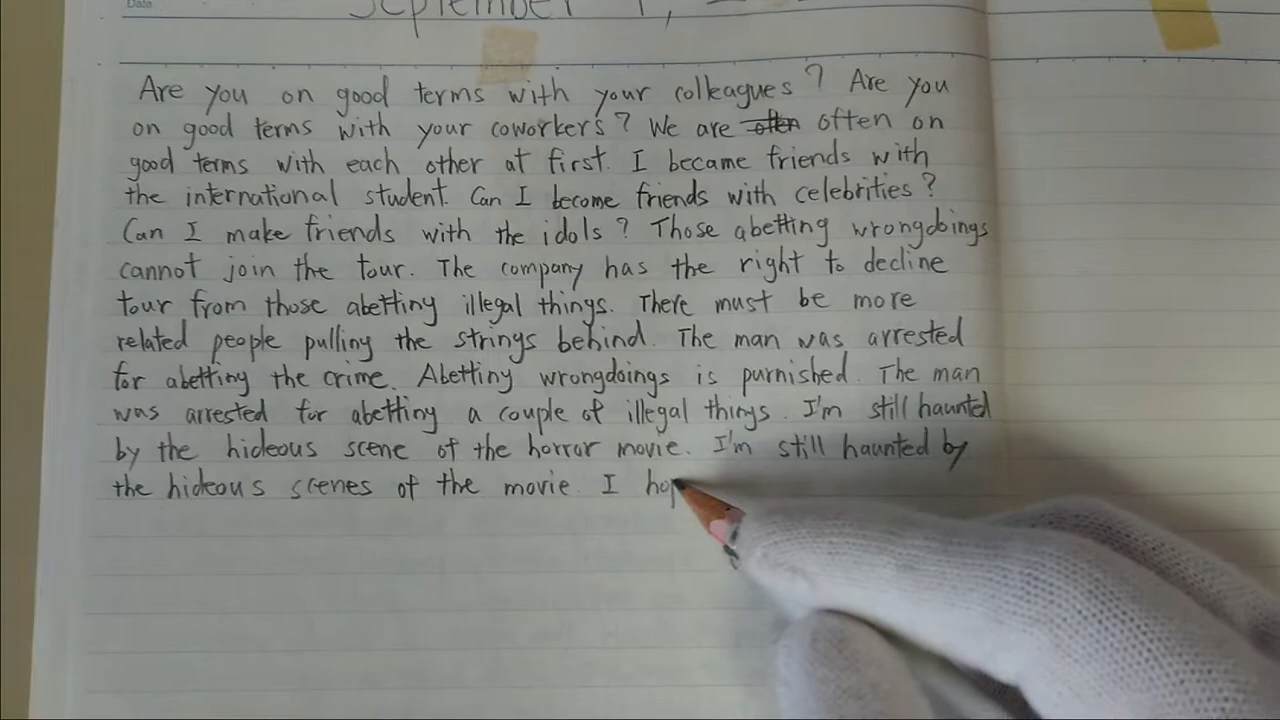 Date
September 1,
Are you on good terms with your colleagues? Are you
on good terms with your coworkers? We are often often on
good terms with each other at first. I became friends with
the international student. Can I become friends with celebrities?
Can I make friends with the idols? Those abetting wrongdoings
cannot join the tour. The company has the right to decline
tour from those abetting illegal things. There must be more
related people pulling the strings behind. The man was arrested
for abetting the crime. Abetting wrongdoings is purnished. The man
was arrested for abetting a couple of illegal things. I'm still haunted
by the hideous scene of the horror movie. I'm still haunted by
the hideous scenes of the movie. I hop